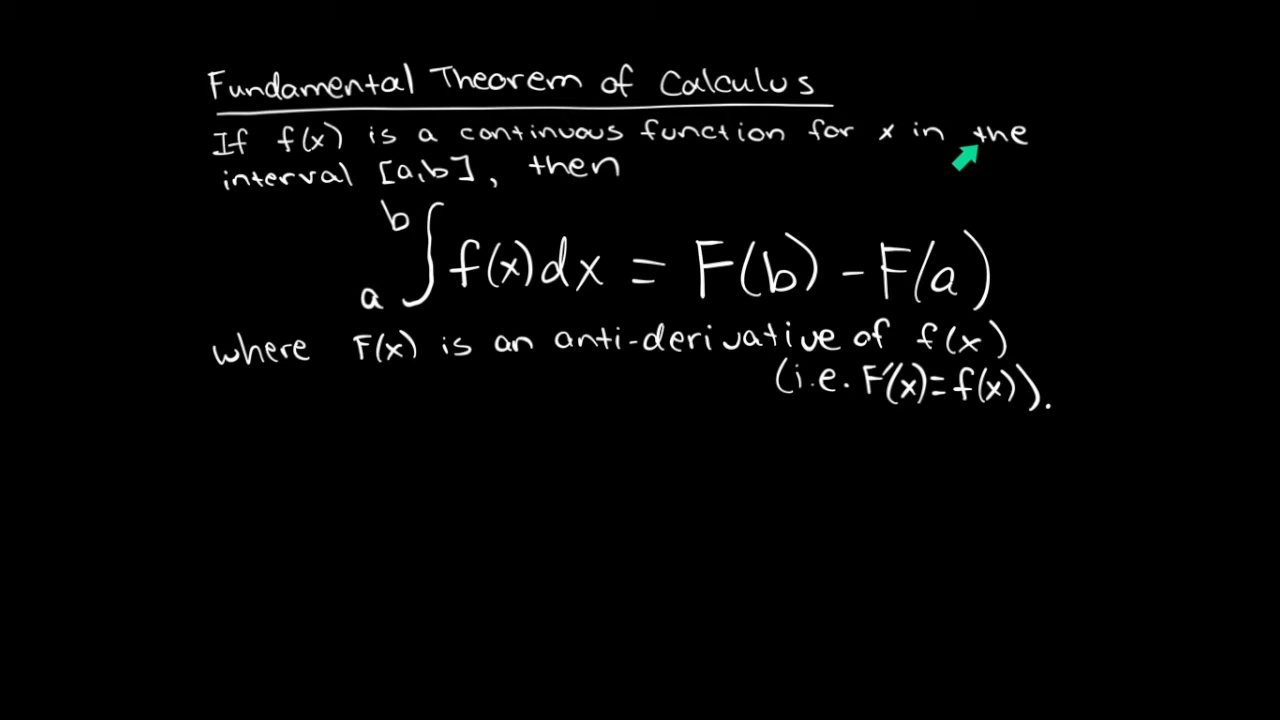 Fundamental Theorem of Calculus
If f(x) is a continuous function for x in the
interval [a,b], then
b
∫ f(x)dx = F(b) - F(a)
a
where F(x) is an anti-derivative of f(x)
(i.e. F'(x)=f(x)).